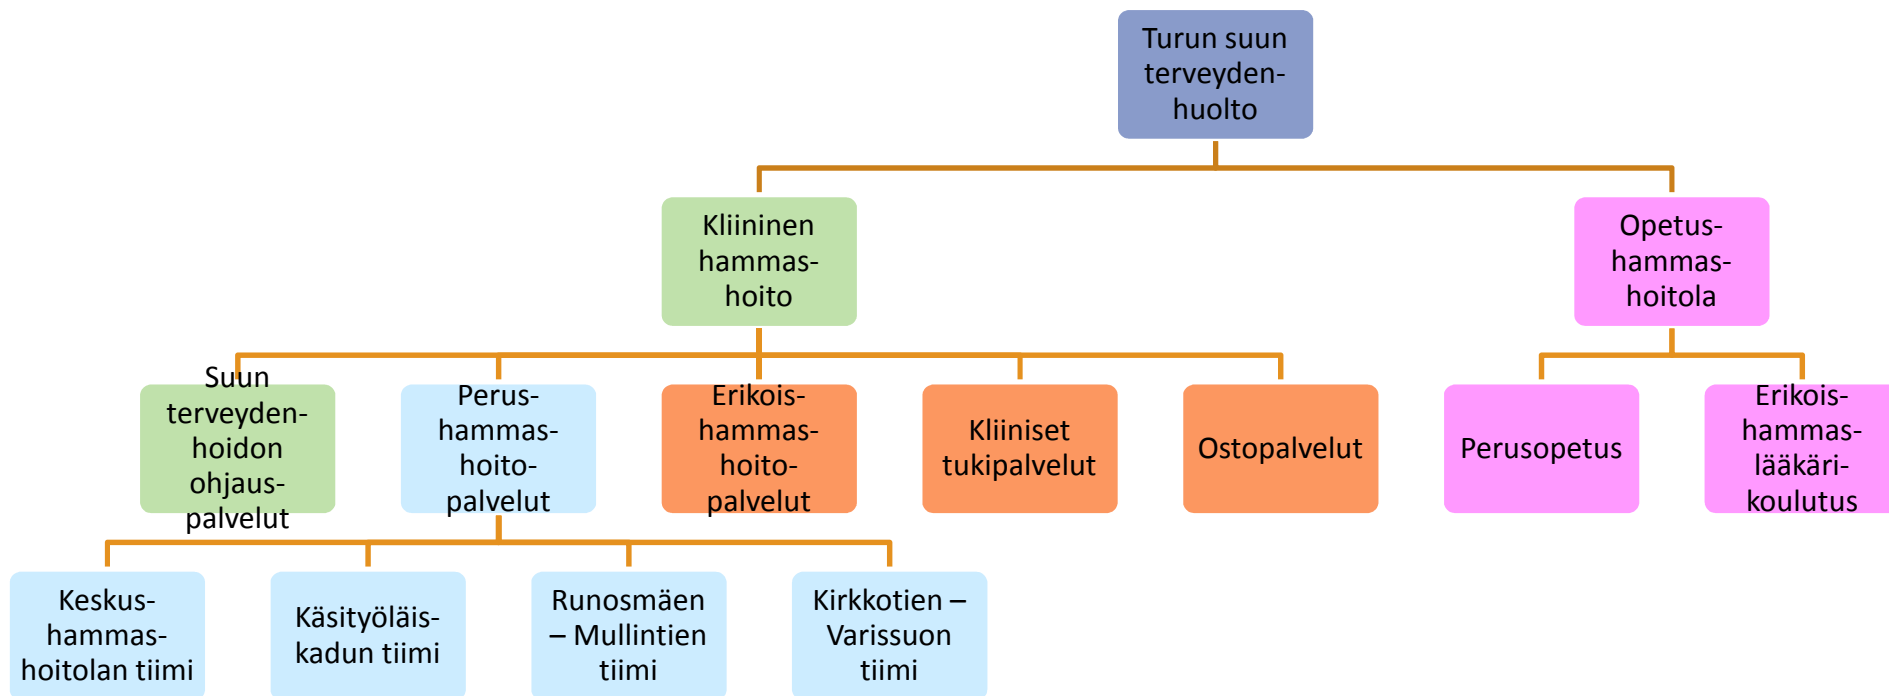 Turun suun
terveyden-
huolto
Kliininen
hammas-
hoito
Opetus-
hammas-
hoitola
Suun
terveyden-
hoidon
ohjaus-
palvelut
Perus-
hammas-
hoito-
palvelut
Erikois-
hammas-
hoito-
palvelut
Kliiniset
tukipalvelut
Ostopalvelut
Perusopetus
Erikois-
hammas-
lääkäri-
koulutus
Keskus-
hammas-
hoitolan tiimi
Käsityöläis-
kadun tiimi
Runosmäen
– Mullintien
tiimi
Kirkkotien –
Varissuon
tiimi